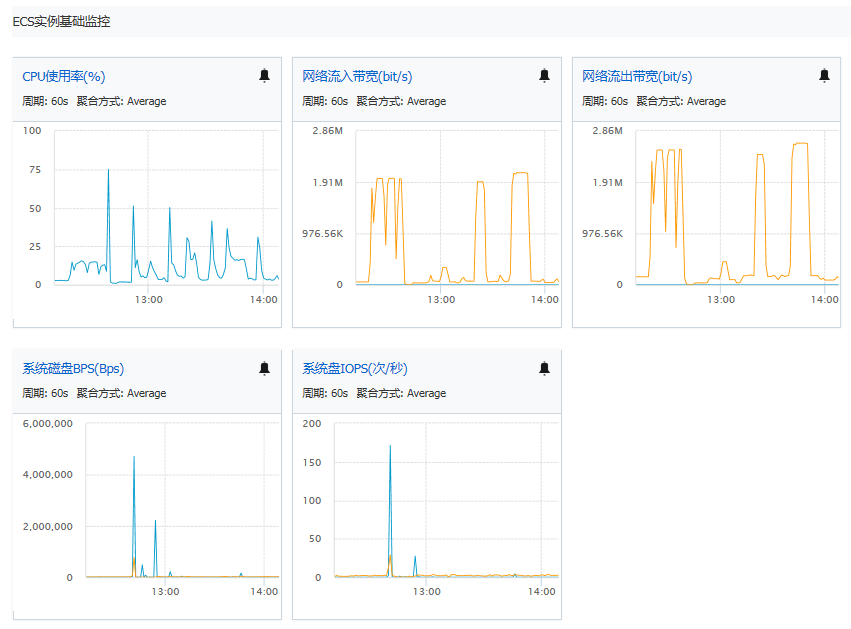 ECS实例基础监控
CPU使用率(%)
周期: 60s 聚合方式: Average
100
75
50
25
0
13:00
14:00
网络流入带宽(bit/s)
周期: 60s 聚合方式: Average
2.86M
1.91M
976.56K
0
13:00
14:00
网络流出带宽(bit/s)
周期: 60s 聚合方式: Average
2.86M
1.91M
976.56K
0
13:00
14:00
系统磁盘BPS(Bps)
周期: 60s 聚合方式: Average
6,000,000
4,000,000
2,000,000
0
13:00
14:00
系统盘IOPS(次/秒)
周期: 60s 聚合方式: Average
200
150
100
50
0
13:00
14:00